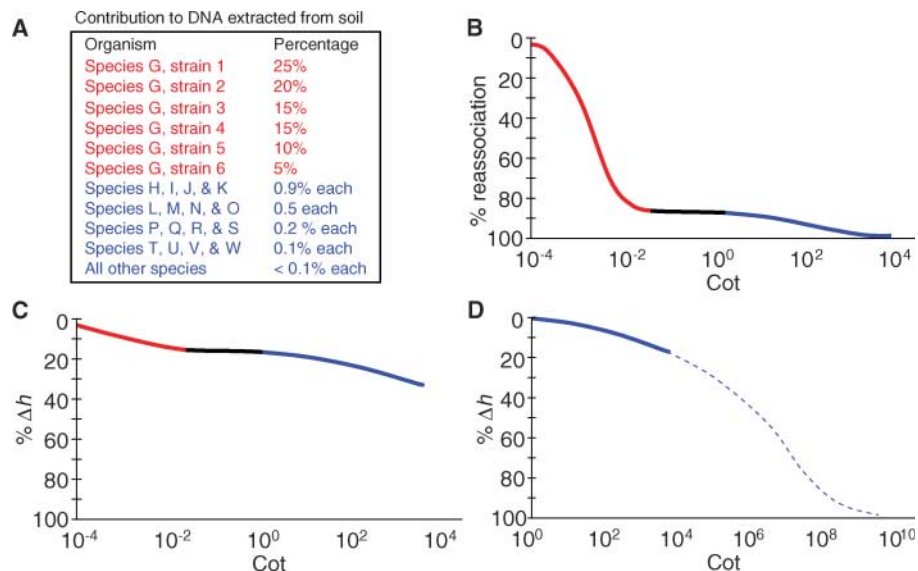 Contribution to DNA extracted from soil
A
Organism Percentage
Species G, strain 1 25%
Species G, strain 2 20%
Species G, strain 3 15%
Species G, strain 4 15%
Species G, strain 5 10%
Species G, strain 6 5%
Species H, I, J, & K 0.9% each
Species L, M, N, & O 0.5 each
Species P, Q, R, & S 0.2 % each
Species T, U, V, & W 0.1% each
All other species < 0.1% each
B
% reassociation
0
20
40
60
80
100
10⁻⁴ 10⁻² 10⁰ 10² 10⁴
Cot
C
% Δh
0
20
40
60
80
100
10⁻⁴ 10⁻² 10⁰ 10² 10⁴
Cot
D
% Δh
0
20
40
60
80
100
10⁰ 10² 10⁴ 10⁶ 10⁸ 10¹⁰
Cot